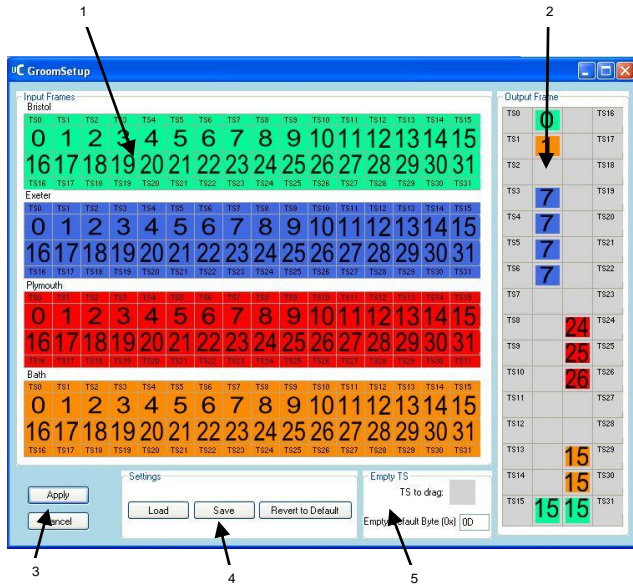 1 2
UC GroomSetup
Input Frames
Bristol
TS0 TS1 TS2 TS3 TS4 TS5 TS6 TS7 TS8 TS9 TS10 TS11 TS12 TS13 TS14 TS15
0 1 2 3 4 5 6 7 8 9 10 11 12 13 14 15
16 17 18 19 20 21 22 23 24 25 26 27 28 29 30 31
TS16 TS17 TS18 TS19 TS20 TS21 TS22 TS23 TS24 TS25 TS26 TS27 TS28 TS29 TS30 TS31
Exeter
TS0 TS1 TS2 TS3 TS4 TS5 TS6 TS7 TS8 TS9 TS10 TS11 TS12 TS13 TS14 TS15
0 1 2 3 4 5 6 7 8 9 10 11 12 13 14 15
16 17 18 19 20 21 22 23 24 25 26 27 28 29 30 31
TS16 TS17 TS18 TS19 TS20 TS21 TS22 TS23 TS24 TS25 TS26 TS27 TS28 TS29 TS30 TS31
Plymouth
TS0 TS1 TS2 TS3 TS4 TS5 TS6 TS7 TS8 TS9 TS10 TS11 TS12 TS13 TS14 TS15
0 1 2 3 4 5 6 7 8 9 10 11 12 13 14 15
16 17 18 19 20 21 22 23 24 25 26 27 28 29 30 31
TS16 TS17 TS18 TS19 TS20 TS21 TS22 TS23 TS24 TS25 TS26 TS27 TS28 TS29 TS30 TS31
Bath
TS0 TS1 TS2 TS3 TS4 TS5 TS6 TS7 TS8 TS9 TS10 TS11 TS12 TS13 TS14 TS15
0 1 2 3 4 5 6 7 8 9 10 11 12 13 14 15
16 17 18 19 20 21 22 23 24 25 26 27 28 29 30 31
TS16 TS17 TS18 TS19 TS20 TS21 TS22 TS23 TS24 TS25 TS26 TS27 TS28 TS29 TS30 TS31
Output Frame
TS0 0 TS16
TS1 1 TS17
TS2 TS18
TS3 7 TS19
TS4 7 TS20
TS5 7 TS21
TS6 7 TS22
TS7 TS23
TS8 24 TS24
TS9 25 TS25
TS10 26 TS26
TS11 TS27
TS12 TS28
TS13 15 TS29
TS14 15 TS30
TS15 15 15 TS31
Apply
Cancel
Settings
Load Save Revert to Default
Empty TS
TS to drag:
Empty Default Byte (0x) 0D
3 4 5